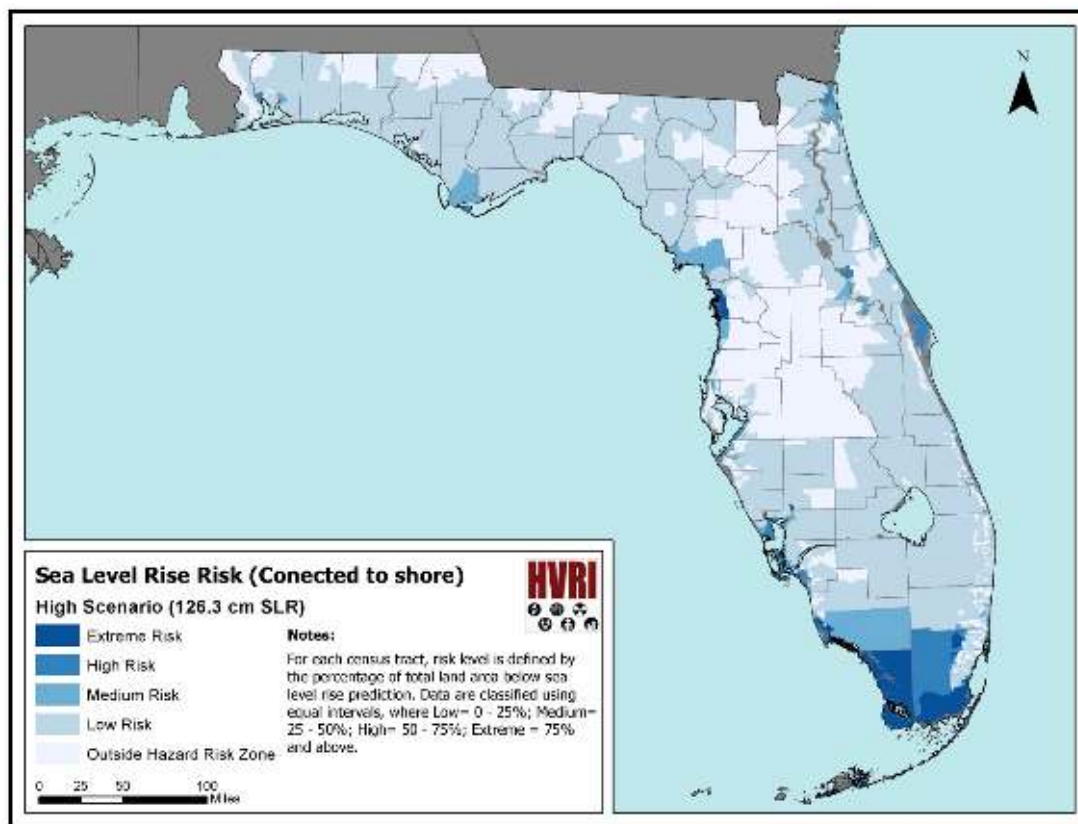 N
Sea Level Rise Risk (Conected to shore)
High Scenario (126.3 cm SLR)
Extreme Risk
High Risk
Medium Risk
Low Risk
Outside Hazard Risk Zone
0 25 50 100
Miles
HVRI
Notes:
For each census tract, risk level is defined by
the percentage of total land area below sea
level rise prediction. Data are classified using
equal intervals, where Low= 0 - 25%; Medium=
25 - 50%; High= 50 - 75%; Extreme = 75%
and above.